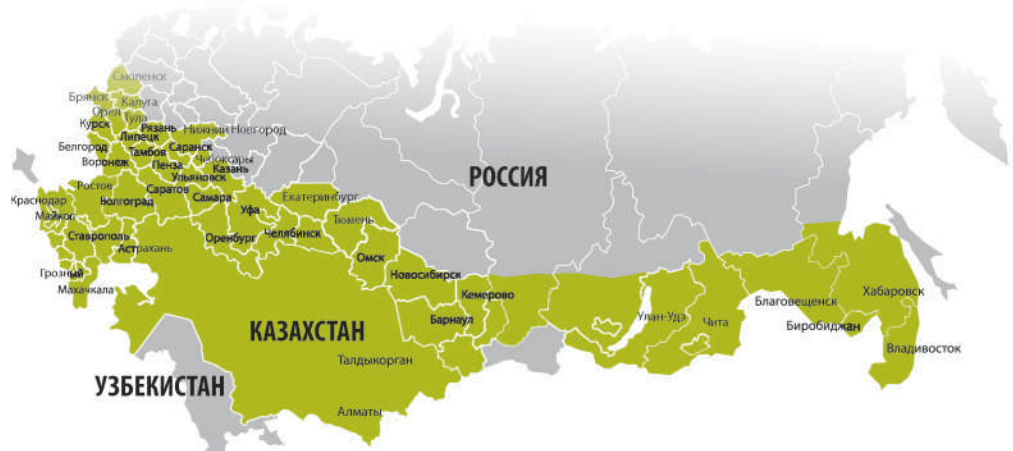 Смоленск
Брянск
Калуга
Орел
Тула
Курск
Рязань
Нижний Новгород
Липецк
Белгород
Тамбов
Саранск
Чебоксары
Воронеж
Пенза
Казань
Ульяновск
РОССИЯ
Ростов
Саратов
Краснодар
Волгоград
Самара
Екатеринбург
Майкоп
Уфа
Тюмень
Ставрополь
Оренбург
Челябинск
Астрахань
Омск
Грозный
Новосибирск
Махачкала
Кемерово
Хабаровск
Благовещенск
Барнаул
Улан-Удэ
Чита
Биробиджан
КАЗАХСТАН
Владивосток
Талдыкорган
УЗБЕКИСТАН
Алматы